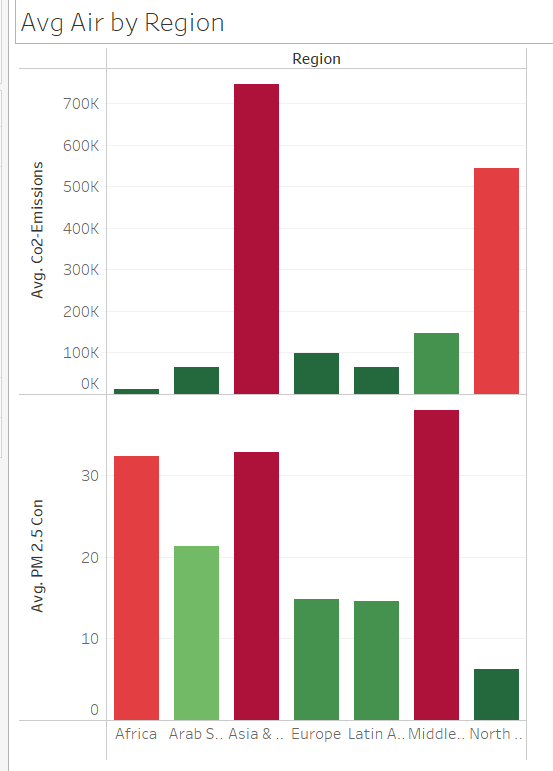 Avg Air by Region
Region
Avg. Co2-Emissions
700K
600K
500K
400K
300K
200K
100K
0K
Avg. PM 2.5 Con
30
20
10
0
Africa Arab S.. Asia & .. Europe Latin A.. Middle.. North ..